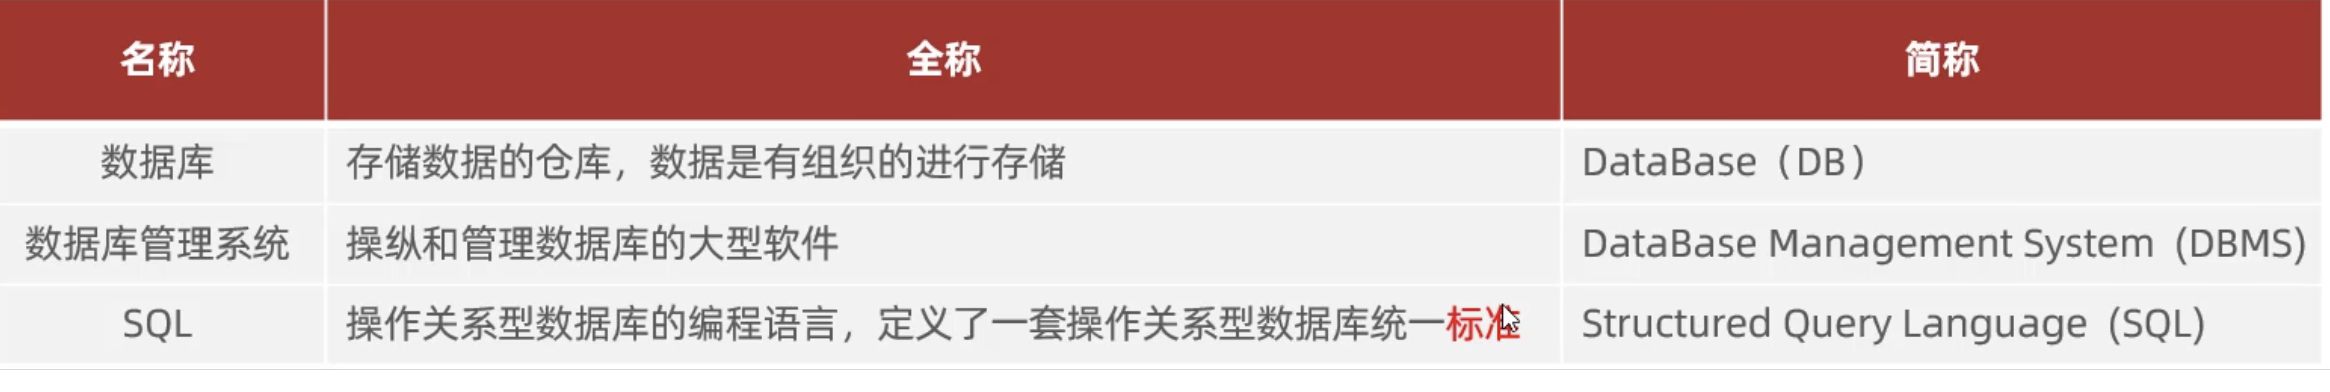 名称 全称 简称
数据库 存储数据的仓库，数据是有组织的进行存储 DataBase（DB）
数据库管理系统 操纵和管理数据库的大型软件 DataBase Management System (DBMS)
SQL 操作关系型数据库的编程语言，定义了一套操作关系型数据库统一标准 Structured Query Language (SQL)